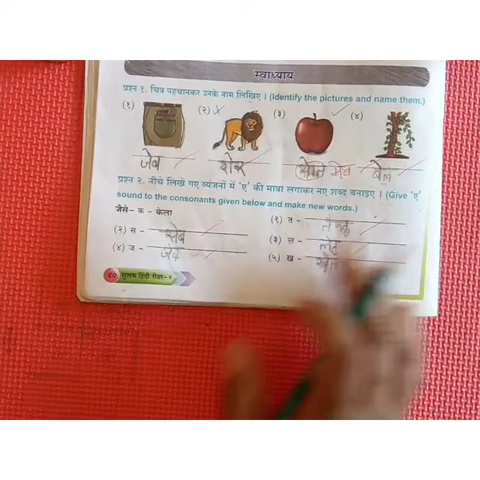 स्वाध्याय
प्रश्न १. चित्र पहचानकर उनके नाम लिखिए । (Identify the pictures and name them.)
(१) (२) (३) (४)
जेब शेर सेब बेल
प्रश्न २. नीचे लिखे गए व्यंजनों में 'ए' की मात्रा लगाकर नए शब्द बनाइए । (Give 'ए'
sound to the consonants given below and make new words.)
जैसे- क - केला (१) त -
(२) स - सेब (३) ल -
(४) ज - जेब (५) ख -
४० सुलभ हिंदी रीडर-१